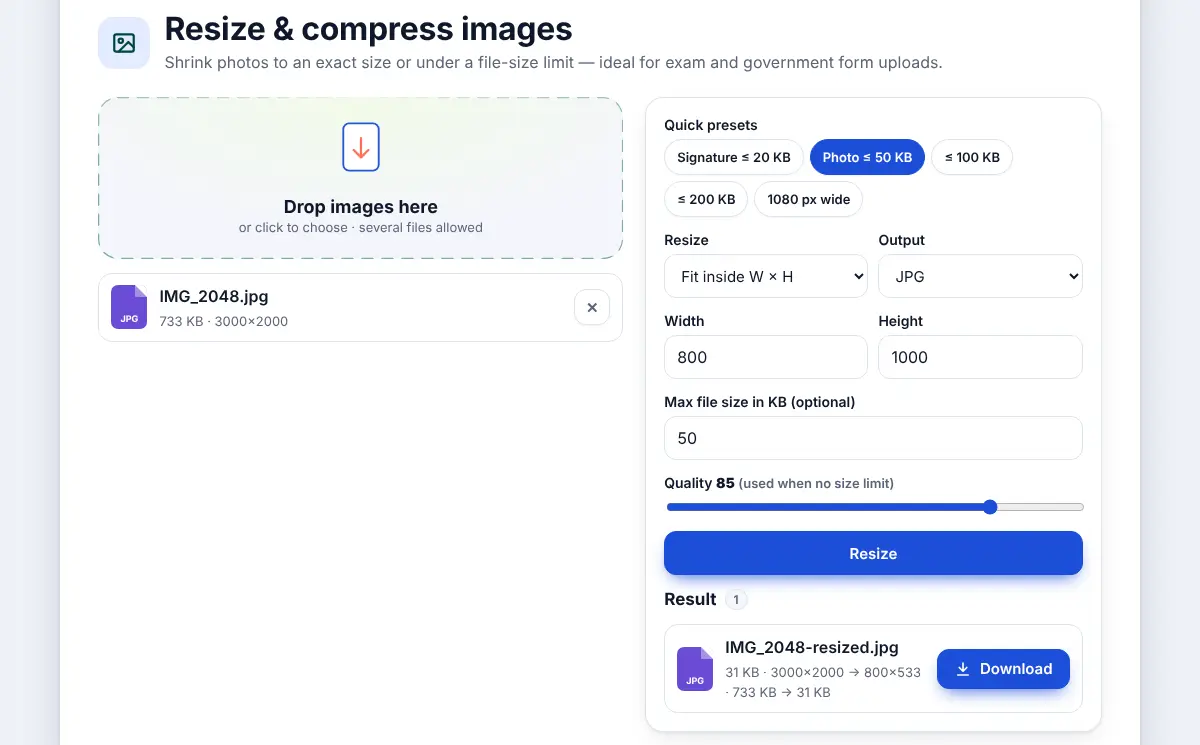 Resize & compress images
Shrink photos to an exact size or under a file-size limit — ideal for exam and government form uploads.
Drop images here
or click to choose · several files allowed
JPG
IMG_2048.jpg
733 KB · 3000×2000
×
Quick presets
Signature ≤ 20 KB
Photo ≤ 50 KB
≤ 100 KB
≤ 200 KB
1080 px wide
Resize
Output
Fit inside W × H
JPG
Width
Height
800
1000
Max file size in KB (optional)
50
Quality 85 (used when no size limit)
Resize
Result 1
JPG
IMG_2048-resized.jpg
31 KB · 3000×2000 → 800×533
· 733 KB → 31 KB
Download